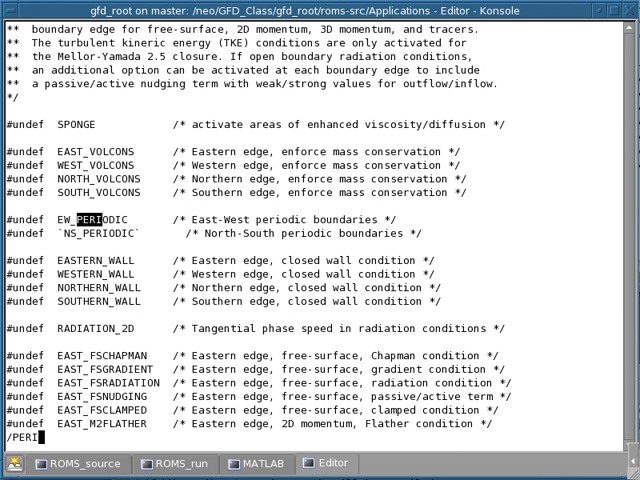 gfd_root on master: /neo/GFD_Class/gfd_root/roms-src/Applications - Editor - Konsole
**  boundary edge for free-surface, 2D momentum, 3D momentum, and tracers.
**  The turbulent kineric energy (TKE) conditions are only activated for
**  the Mellor-Yamada 2.5 closure. If open boundary radiation conditions,
**  an additional option can be activated at each boundary edge to include
**  a passive/active nudging term with weak/strong values for outflow/inflow.
*/
#undef  SPONGE          /* activate areas of enhanced viscosity/diffusion */
#undef  EAST_VOLCONS    /* Eastern edge, enforce mass conservation */
#undef  WEST_VOLCONS    /* Western edge, enforce mass conservation */
#undef  NORTH_VOLCONS   /* Northern edge, enforce mass conservation */
#undef  SOUTH_VOLCONS   /* Southern edge, enforce mass conservation */
#undef  EW_PERIODIC     /* East-West periodic boundaries */
#undef  `NS_PERIODIC`     /* North-South periodic boundaries */
#undef  EASTERN_WALL    /* Eastern edge, closed wall condition */
#undef  WESTERN_WALL    /* Western edge, closed wall condition */
#undef  NORTHERN_WALL   /* Northern edge, closed wall condition */
#undef  SOUTHERN_WALL   /* Southern edge, closed wall condition */
#undef  RADIATION_2D    /* Tangential phase speed in radiation conditions */
#undef  EAST_FSCHAPMAN  /* Eastern edge, free-surface, Chapman condition */
#undef  EAST_FSGRADIENT /* Eastern edge, free-surface, gradient condition */
#undef  EAST_FSRADIATION /* Eastern edge, free-surface, radiation condition */
#undef  EAST_FSNUDGING  /* Eastern edge, free-surface, passive/active term */
#undef  EAST_FSCLAMPED  /* Eastern edge, free-surface, clamped condition */
#undef  EAST_M2FLATHER  /* Eastern edge, 2D momentum, Flather condition */
/PERI
ROMS_source ROMS_run MATLAB Editor